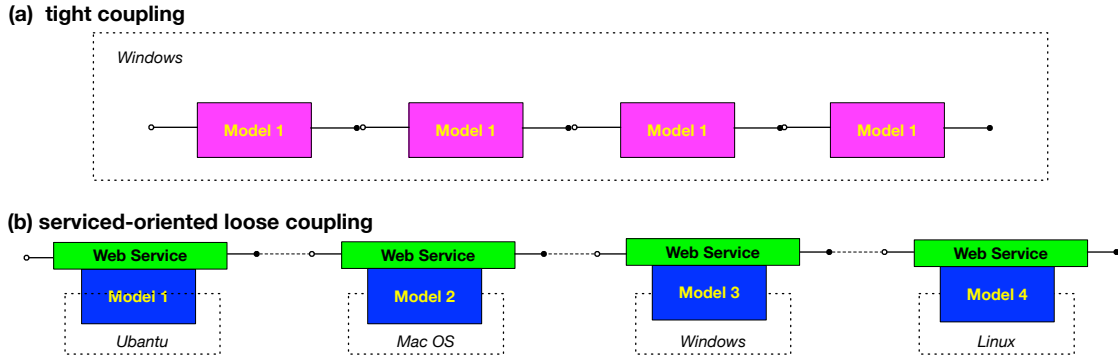 (a) tight coupling
Windows
Model 1 Model 1 Model 1 Model 1
(b) serviced-oriented loose coupling
Web Service Web Service Web Service Web Service
Model 1 Model 2 Model 3 Model 4
Ubantu Mac OS Windows Linux